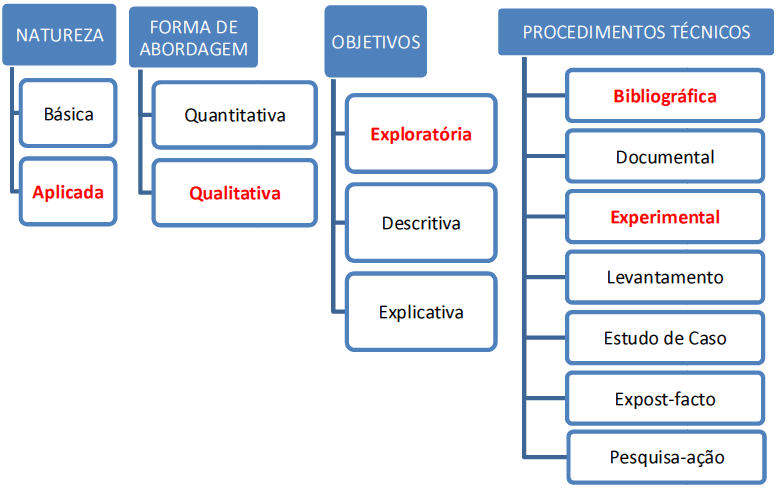 NATUREZA
Básica
Aplicada
FORMA DE
ABORDAGEM
Quantitativa
Qualitativa
OBJETIVOS
Exploratória
Descritiva
Explicativa
PROCEDIMENTOS TÉCNICOS
Bibliográfica
Documental
Experimental
Levantamento
Estudo de Caso
Expost-facto
Pesquisa-ação